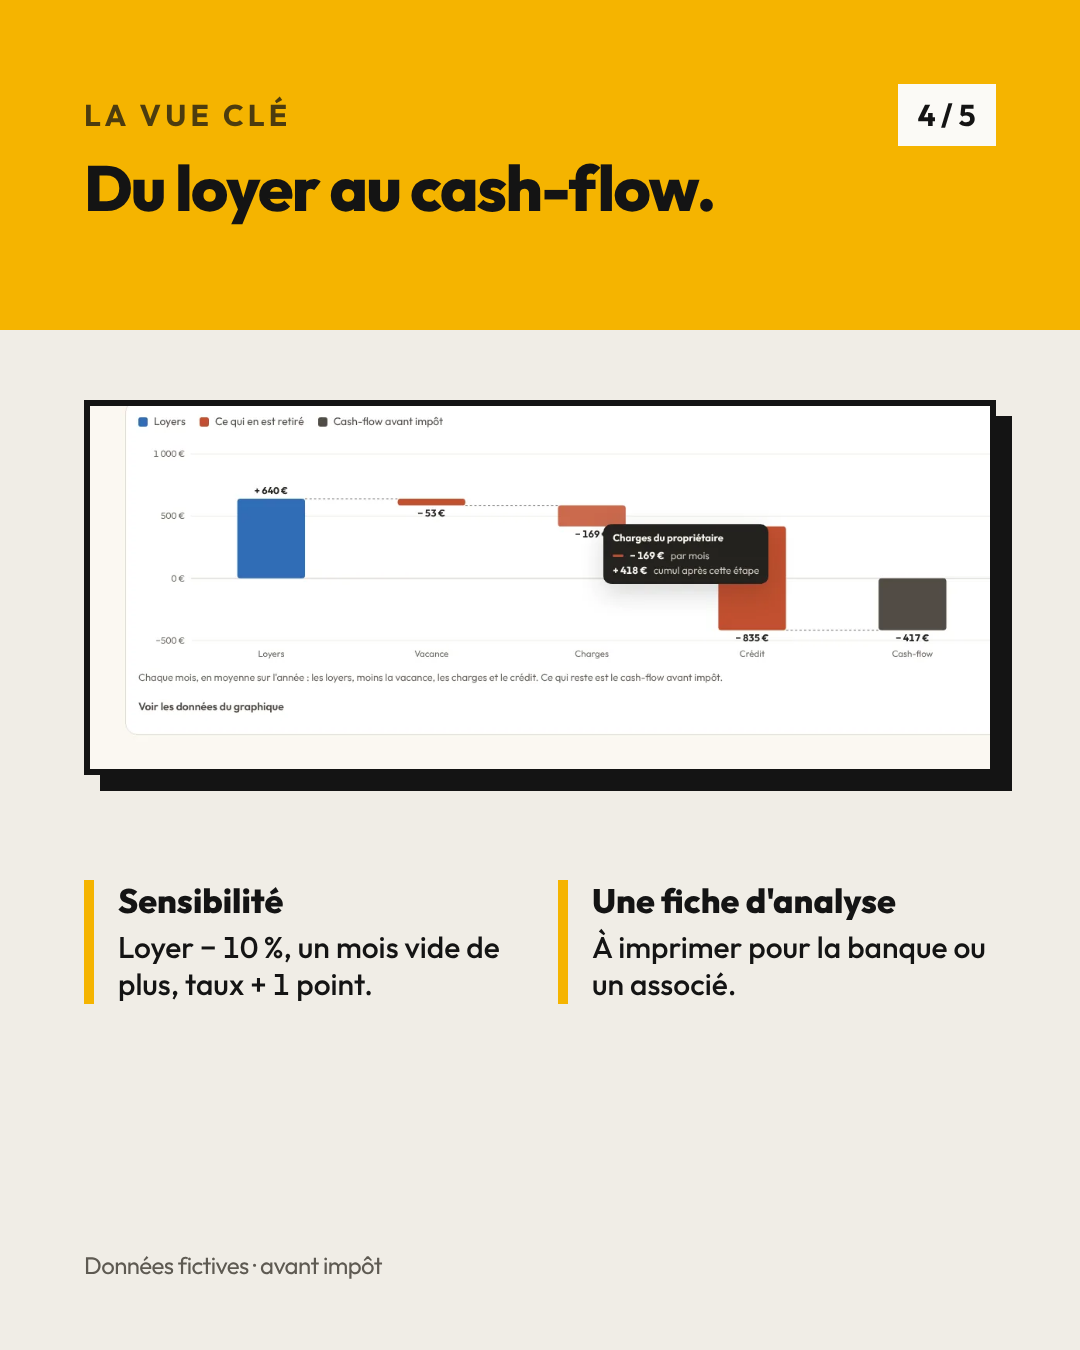 LA VUE CLÉ
4 / 5
Du loyer au cash-flow.
Loyers Ce qui en est retiré Cash-flow avant impôt
1 000 €
500 €
0 €
−500 €
+ 640 €
− 53 €
− 169
Charges du propriétaire
− 169 € par mois
+ 418 € cumul après cette étape
− 835 €
− 417 €
Loyers Vacance Charges Crédit Cash-flow
Chaque mois, en moyenne sur l'année : les loyers, moins la vacance, les charges et le crédit. Ce qui reste est le cash-flow avant impôt.
Voir les données du graphique
Sensibilité
Loyer − 10 %, un mois vide de
plus, taux + 1 point.
Une fiche d'analyse
À imprimer pour la banque ou
un associé.
Données fictives · avant impôt